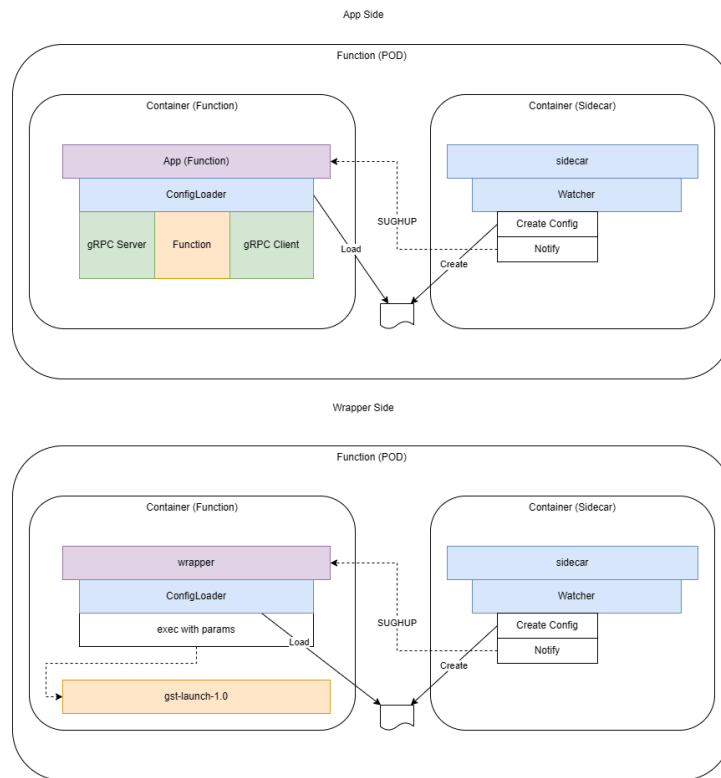 App Side
Function (POD)
Container (Function)
Container (Sidecar)
App (Function)
sidecar
ConfigLoader
Watcher
SUGHUP
Create Config
gRPC Server
Function
gRPC Client
Load
Notify
Create
Wrapper Side
Function (POD)
Container (Function)
Container (Sidecar)
wrapper
sidecar
ConfigLoader
Watcher
SUGHUP
Create Config
exec with params
Load
Notify
Create
gst-launch-1.0